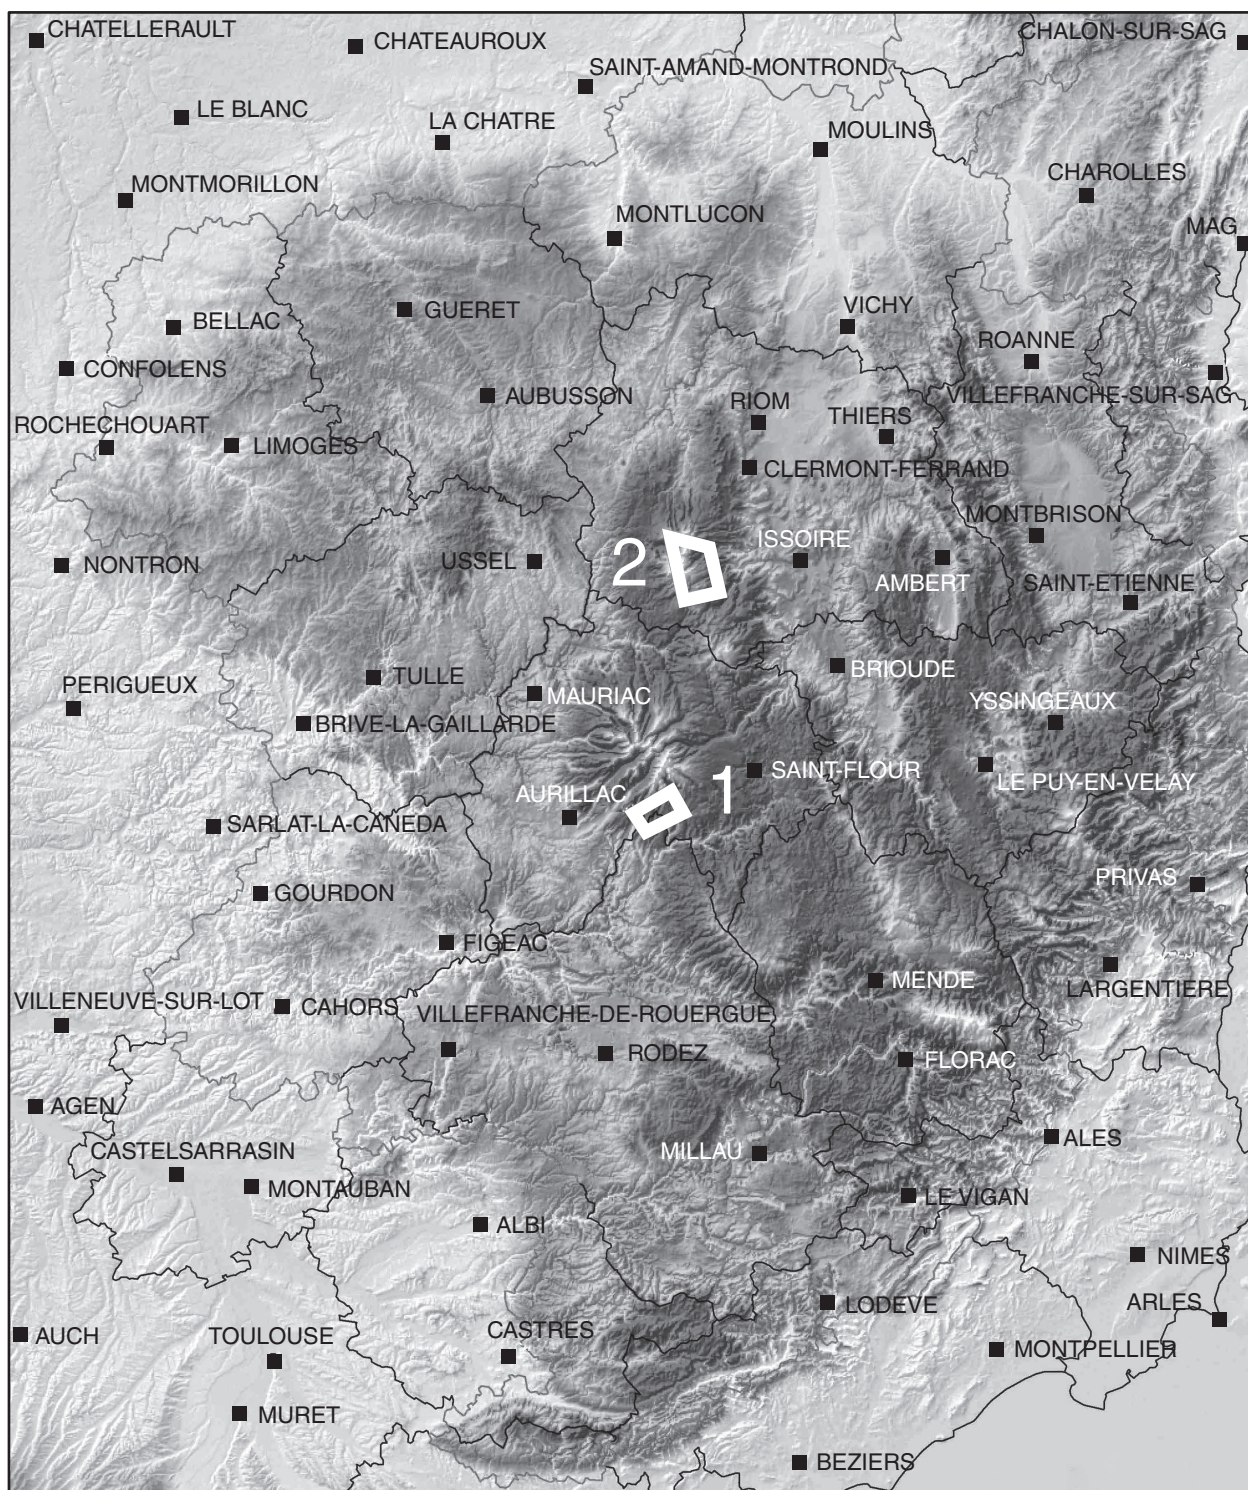 CHATELLERAULT
CHATEAUROUX
CHALON-SUR-SAG
SAINT-AMAND-MONTROND
LE BLANC
LA CHATRE
MOULINS
MONTMORILLON
CHAROLLES
MONTLUCON
MAG
GUERET
VICHY
BELLAC
ROANNE
CONFOLENS
AUBUSSON
VILLEFRANCHE-SUR-SAG
RIOM
THIERS
ROCHECHOUART
LIMOGES
CLERMONT-FERRAND
MONTBRISON
ISSOIRE
NONTRON
USSEL
2
AMBERT
SAINT-ETIENNE
TULLE
BRIOUDE
PERIGUEUX
MAURIAC
YSSINGEAUX
BRIVE-LA-GAILLARDE
SAINT-FLOUR
LE PUY-EN-VELAY
AURILLAC
1
SARLAT-LA-CANEDA
PRIVAS
GOURDON
FIGEAC
LARGENTIERE
MENDE
VILLENEUVE-SUR-LOT
CAHORS
VILLEFRANCHE-DE-ROUERGUE
RODEZ
FLORAC
AGEN
ALES
CASTELSARRASIN
MILLAU
MONTAUBAN
LE VIGAN
ALBI
NIMES
LODEVE
ARLES
AUCH
TOULOUSE
CASTRES
MONTPELLIER
MURET
BEZIERS